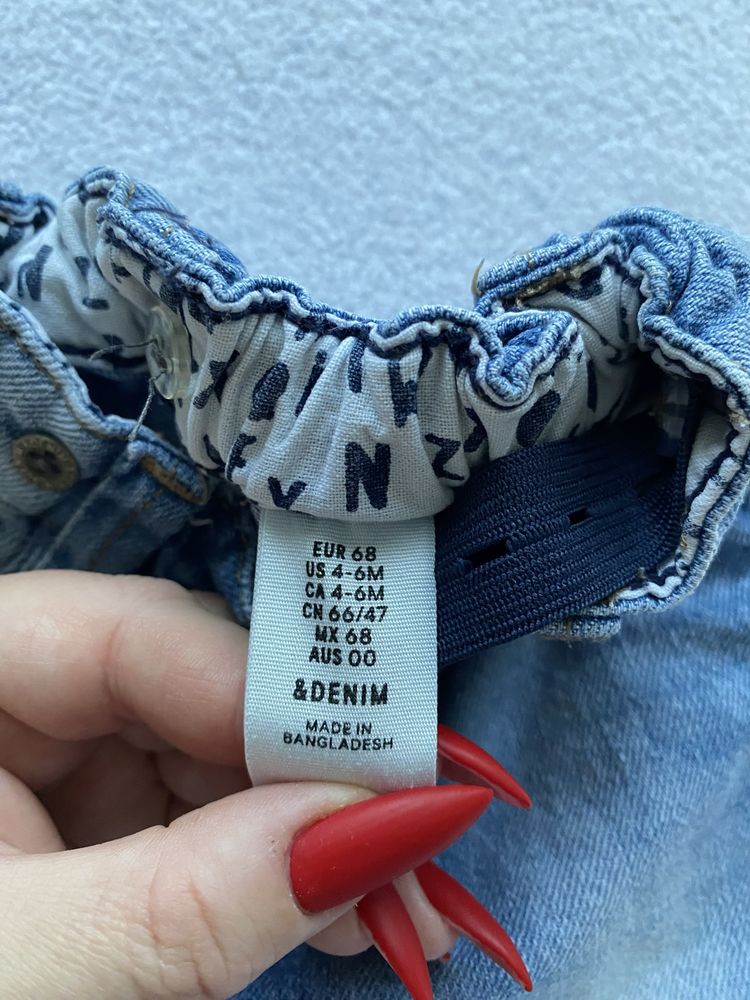 EUR 68
US 4-6M
CA 4-6M
CN 66/47
MX 68
AUS 00
&DENIM
MADE IN
BANGLADESH